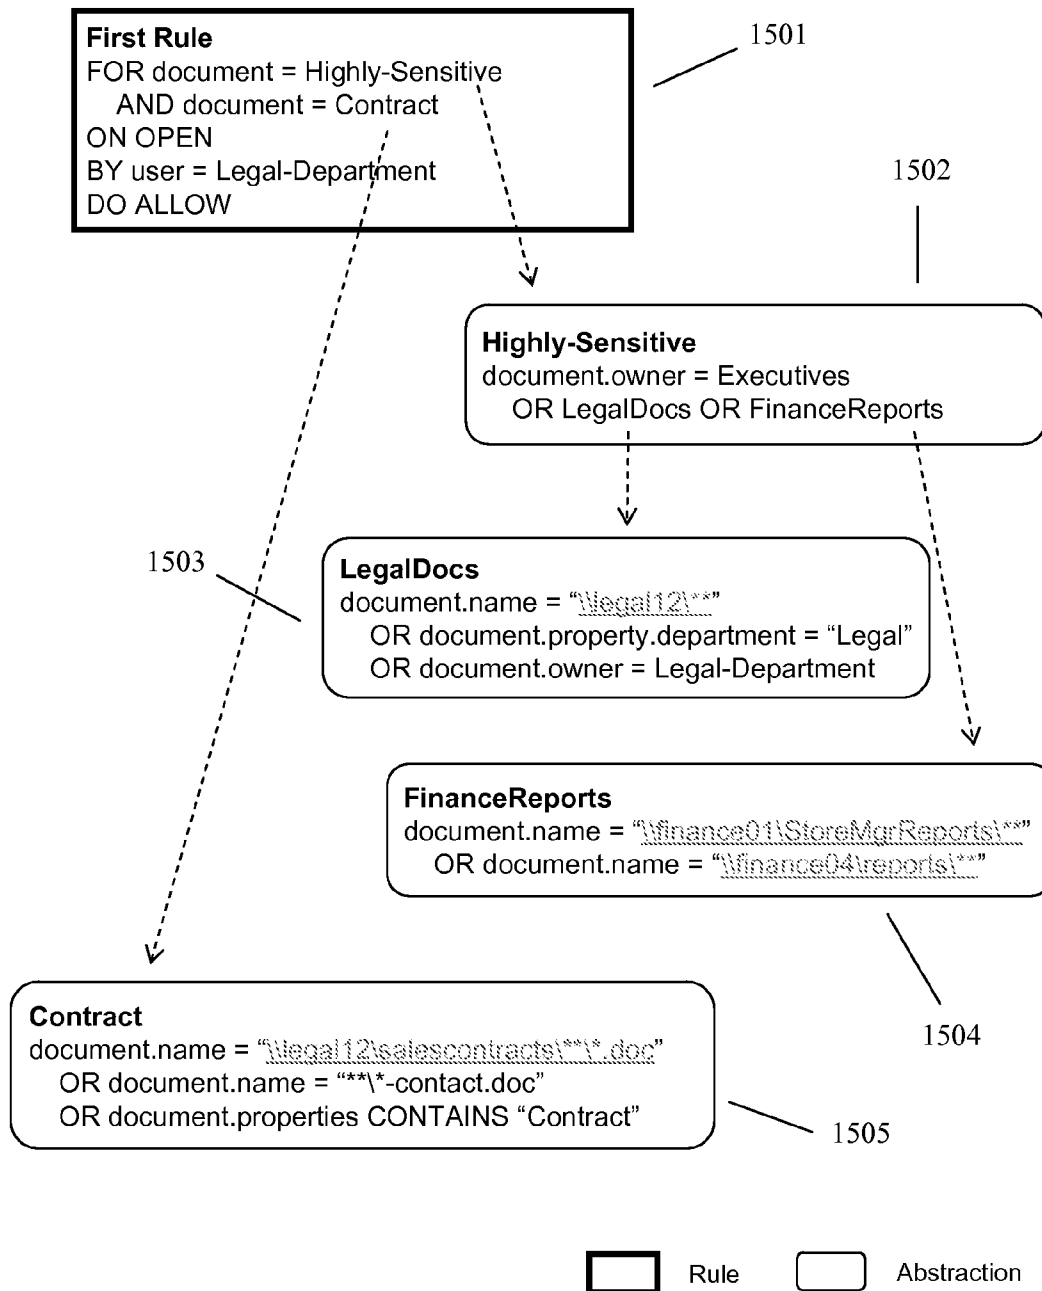 First Rule
FOR document = Highly-Sensitive
AND document = Contract
ON OPEN
BY user = Legal-Department
DO ALLOW
1501
1502
Highly-Sensitive
document.owner = Executives
OR LegalDocs OR FinanceReports
1503
LegalDocs
document.name = “\\legal12\**”
OR document.property.department = “Legal”
OR document.owner = Legal-Department
FinanceReports
document.name = “\\finance01\StoreMgrReports\**”
OR document.name = “\\finance04\reports\**”
1504
Contract
document.name = “\\legal12\salescontracts\**\*.doc”
OR document.name = “**\*-contact.doc”
OR document.properties CONTAINS “Contract”
1505
Rule
Abstraction